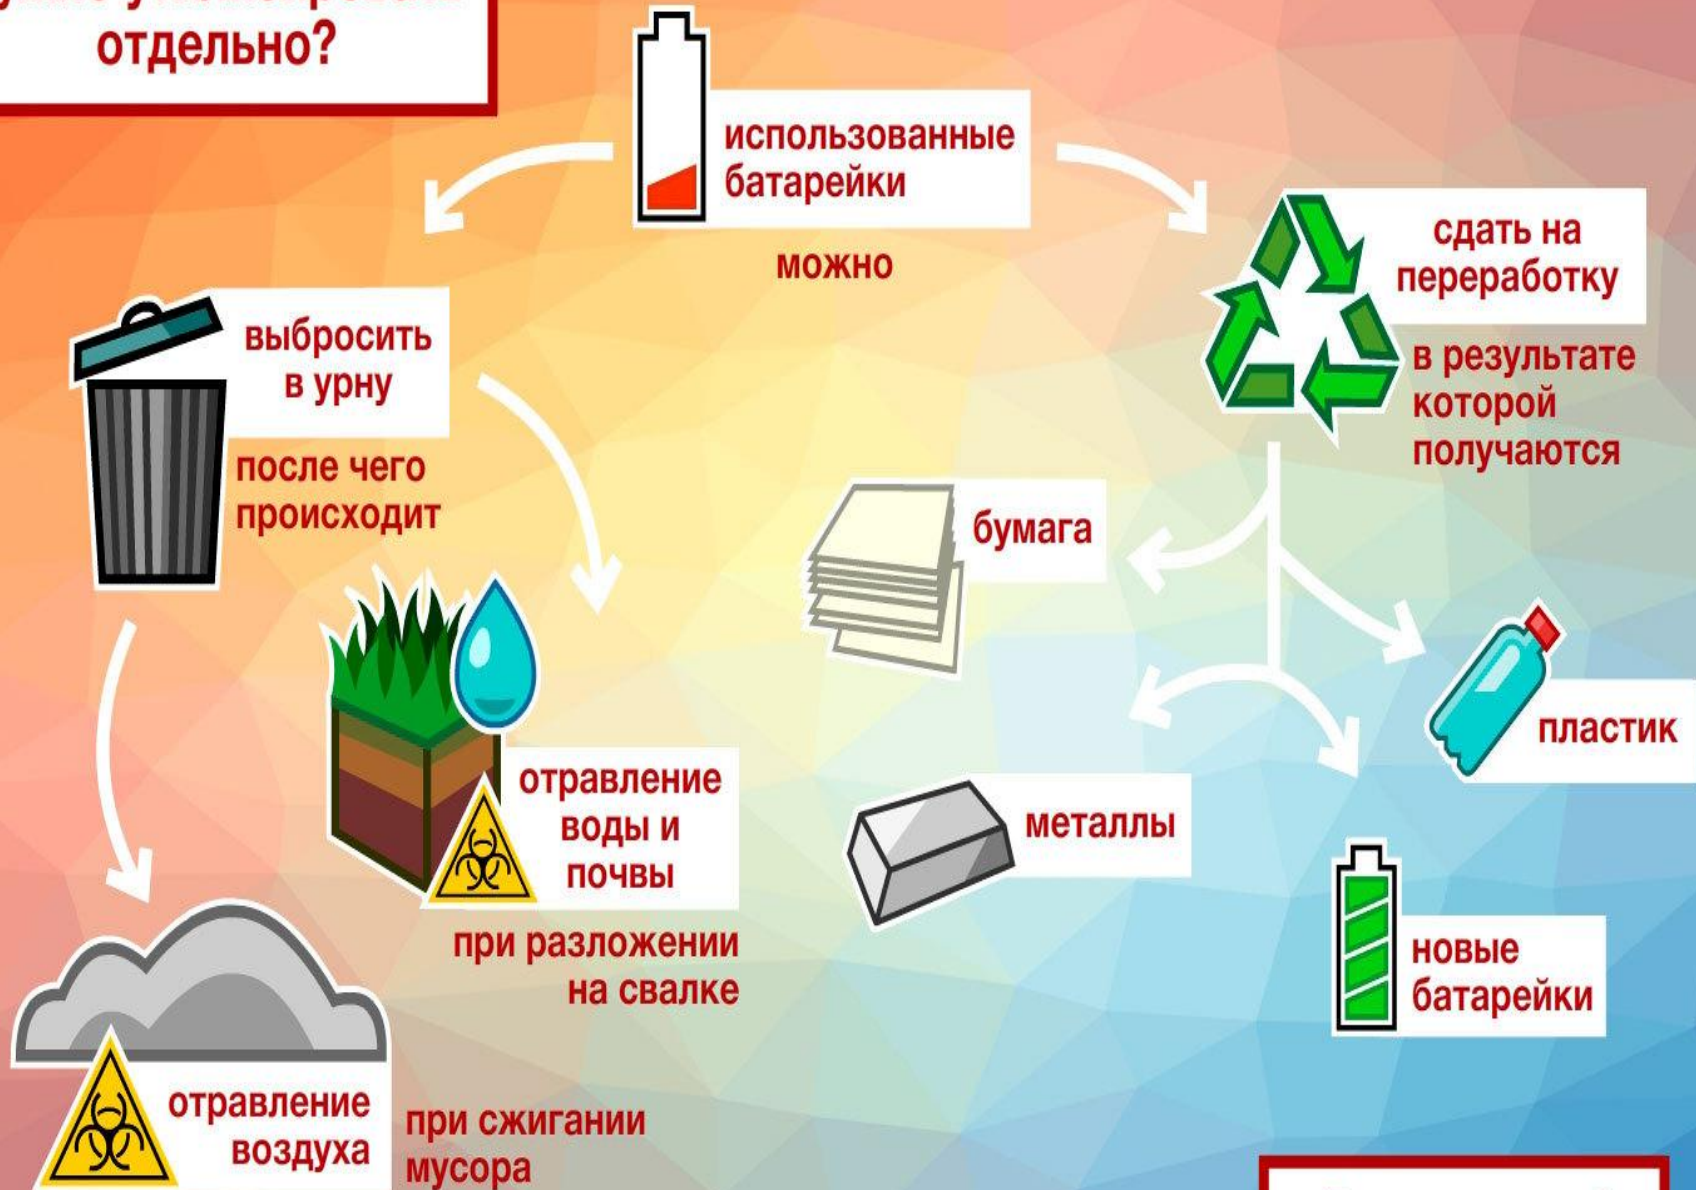 отдельно?
использованные
батарейки
можно
выбросить
в урну
после чего
происходит
отравление
воды и
почвы
при разложении
на свалке
отравление
воздуха
при сжигании
мусора
сдать на
переработку
в результате
которой
получаются
бумага
пластик
металлы
новые
батарейки